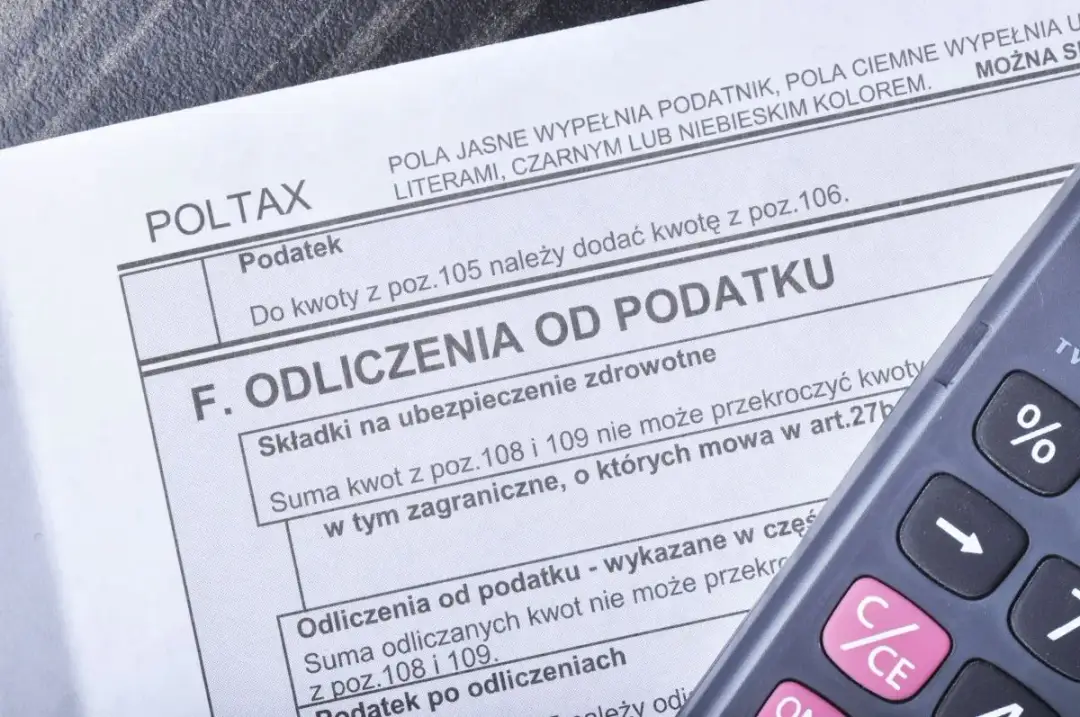 POLTAX
POLA JASNE WYPEŁNIA PODATNIK, POLA CIEMNE WYPEŁNIA
LITERAMI, CZARNYM LUB NIEBIESKIM KOLOREM. MOŻNA
Podatek
Do kwoty z poz.105 należy dodać kwotę z poz.106.
F. ODLICZENIA OD PODATKU
Składki na ubezpieczenie zdrowotne
Suma kwot z poz.108 i 109 nie może przekroczyć kwoty
w tym zagraniczne, o których mowa w art.27b
Odliczenia od podatku - wykazane w
Suma odliczanych kwot nie może
z poz.108 i 109.
Podatek po odliczeniach
należy
%
→
C/CE